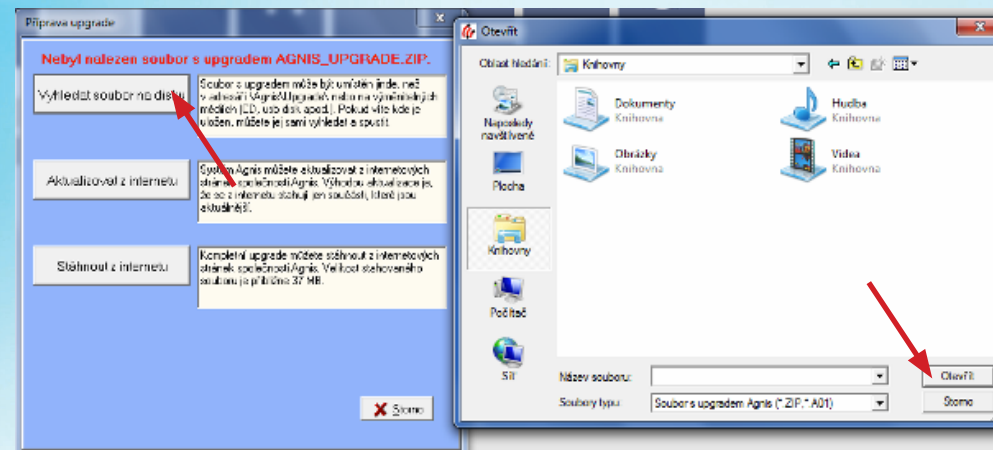 Příprava upgrade
Nebyl nalezen soubor s upgradem AGNIS_UPGRADE.ZIP.
Vyhledat soubor na disku
Soubor s upgradem může být umístěn jinde, než
v adresáři \Agnis\Upgrade\ nebo na výměnitelných
médiích (CD, usb disk, apod.). Pokud víte kde je
uložen, můžete jej sami vyhledat a spustit.
Aktualizovat z internetu
Systém Agnis můžete aktualizovat z internetových
stránek společnosti Agnis. Výhodou aktualizace je,
že se z internetu stahují jen součásti, které jsou
aktuálnější.
Stáhnout z internetu
Kompletní upgrade můžete stáhnout z internetových
stránek společnosti Agnis. Velikost stahovaného
souboru je přibližne 37 MB.
Storno
Otevřít
Oblast hledání:
Knihovny
Naposledy
navštívené
Plocha
Knihovny
Počítač
Síť
Dokumenty
Knihovna
Hudba
Knihovna
Obrázky
Knihovna
Videa
Knihovna
Název souboru:
Otevřít
Soubory typu:
Soubor s upgradem Agnis (*.ZIP,*.A01)
Storno